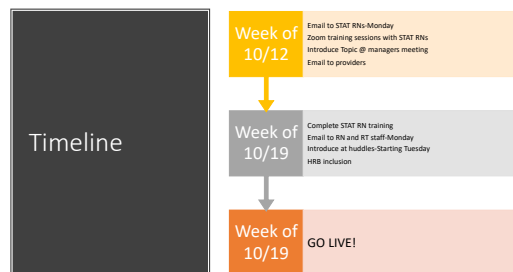 Timeline
Week of
10/12
Email to STAT RNs-Monday
Zoom training sessions with STAT RNs
Introduce Topic @ managers meeting
Email to providers
Week of
10/19
Complete STAT RN training
Email to RN and RT staff-Monday
Introduce at huddles-Starting Tuesday
HRB inclusion
Week of
10/19
GO LIVE!